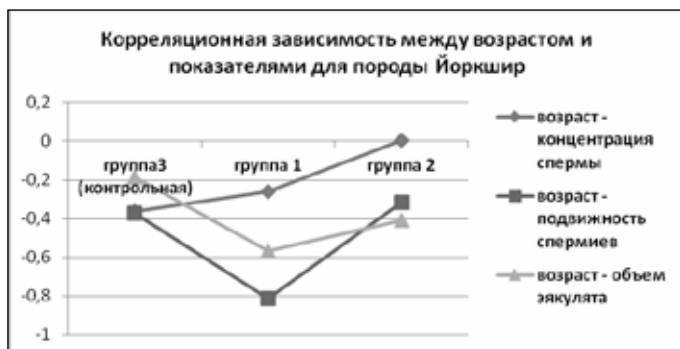 Корреляционная зависимость между возрастом и
показателями для породы Йоркшир
0,2
0
-0,2
-0,4
-0,6
-0,8
-1
группа3
(контрольная)
группа 1
группа 2
возраст -
концентрация
спермы
возраст -
подвижность
спермиев
возраст - объем
эякулята